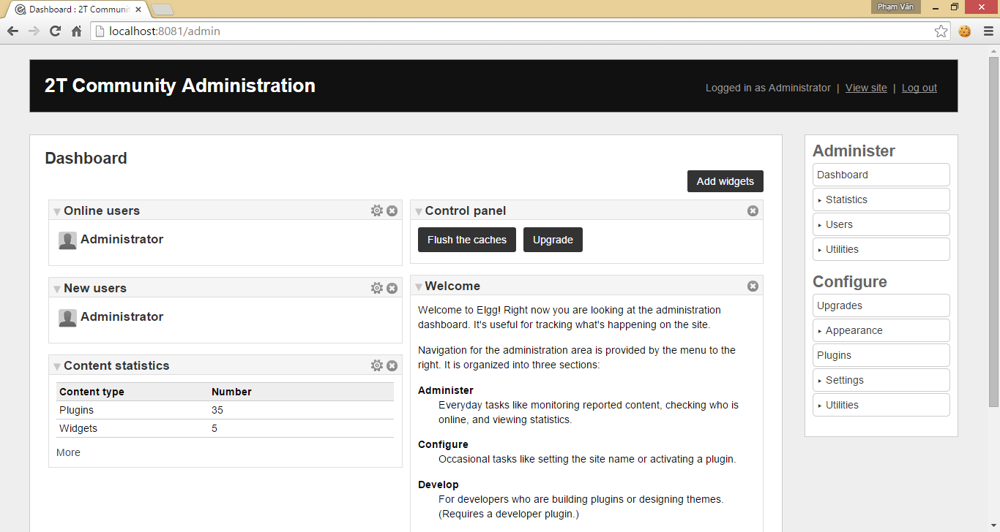 Dashboard : 2T Communi
Phạm Văn
localhost:8081/admin
2T Community Administration
Logged in as Administrator | View site | Log out
Dashboard
Add widgets
Online users
Administrator
New users
Administrator
Content statistics
Content type Number
Plugins 35
Widgets 5
More
Control panel
Flush the caches Upgrade
Welcome
Welcome to Elgg! Right now you are looking at the administration
dashboard. It's useful for tracking what's happening on the site.
Navigation for the administration area is provided by the menu to the
right. It is organized into three sections:
Administer
Everyday tasks like monitoring reported content, checking who is
online, and viewing statistics.
Configure
Occasional tasks like setting the site name or activating a plugin.
Develop
For developers who are building plugins or designing themes.
(Requires a developer plugin.)
Administer
Dashboard
Statistics
Users
Utilities
Configure
Upgrades
Appearance
Plugins
Settings
Utilities